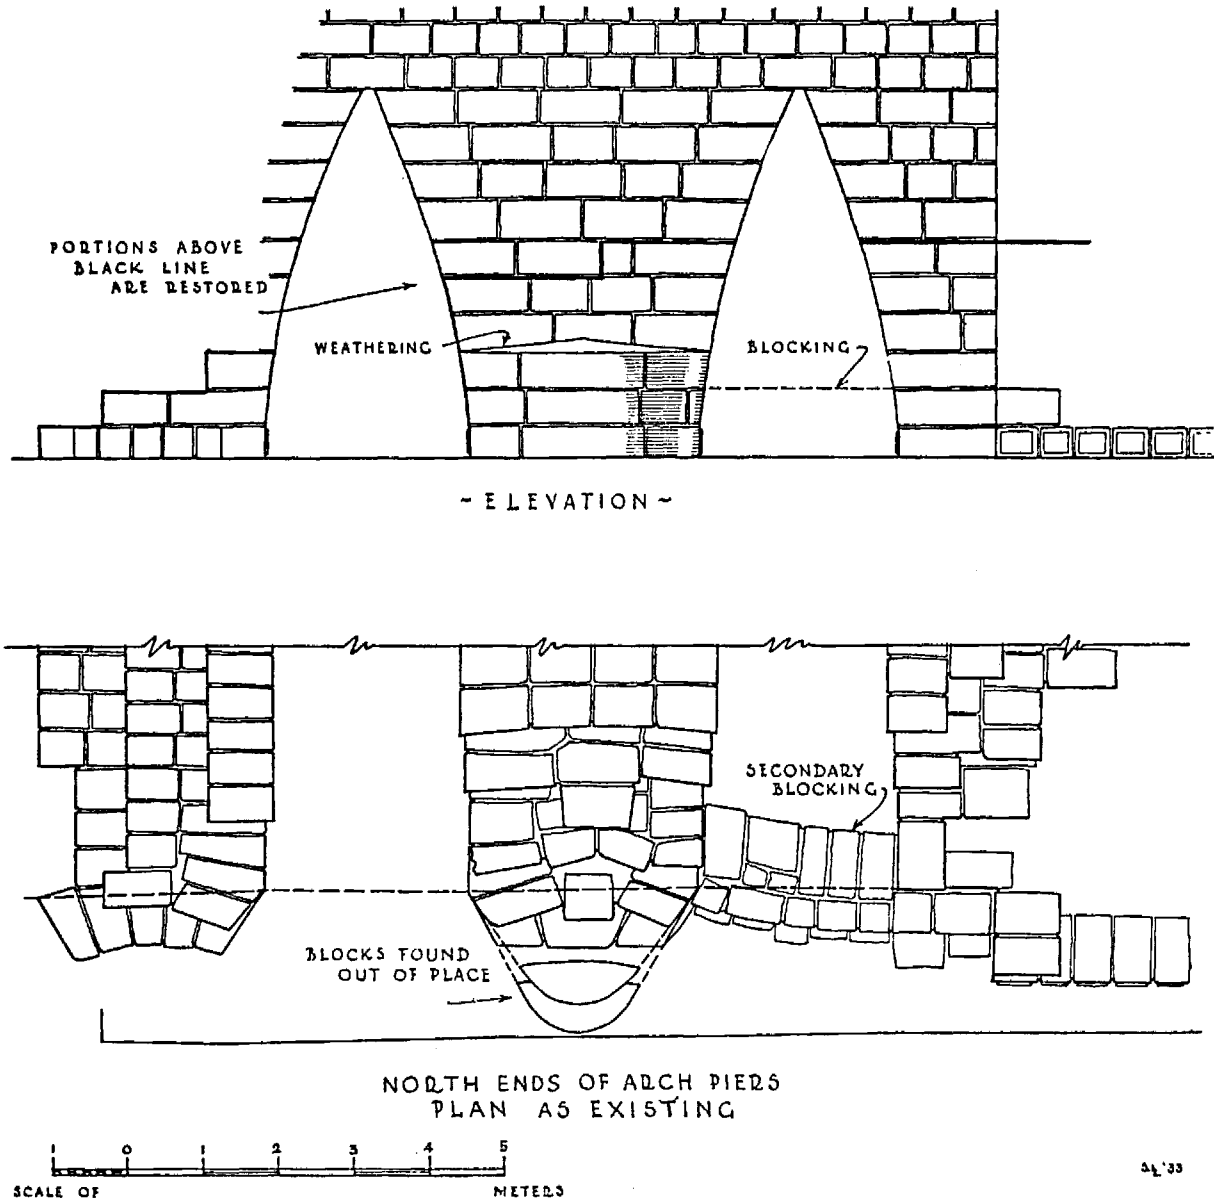 PORTIONS ABOVE
BLACK LINE
ARE RESTORED
WEATHERING
BLOCKING
~ ELEVATION ~
SECONDARY
BLOCKING
BLOCKS FOUND
OUT OF PLACE
NORTH ENDS OF ARCH PIERS
PLAN AS EXISTING
1 0 1 2 3 4 5
SCALE OF METERS